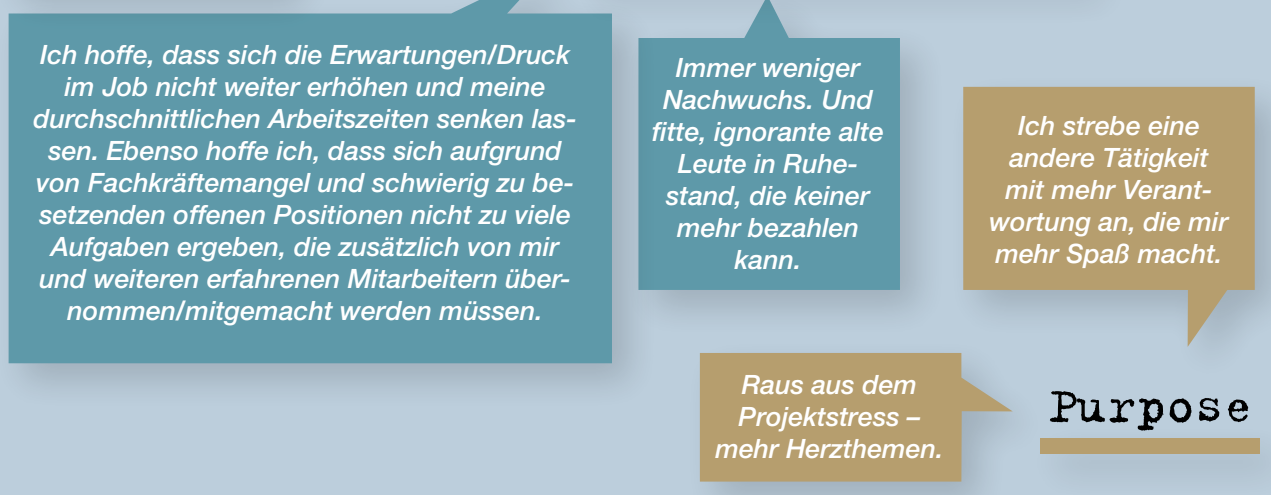 Ich hoffe, dass sich die Erwartungen/Druck
im Job nicht weiter erhöhen und meine
durchschnittlichen Arbeitszeiten senken las-
sen. Ebenso hoffe ich, dass sich aufgrund
von Fachkräftemangel und schwierig zu be-
setzenden offenen Positionen nicht zu viele
Aufgaben ergeben, die zusätzlich von mir
und weiteren erfahrenen Mitarbeitern über-
nommen/mitgemacht werden müssen.
Immer weniger
Nachwuchs. Und
fitte, ignorante alte
Leute in Ruhe-
stand, die keiner
mehr bezahlen
kann.
Ich strebe eine
andere Tätigkeit
mit mehr Verant-
wortung an, die mir
mehr Spaß macht.
Raus aus dem
Projektstress –
mehr Herzthemen.
Purpose